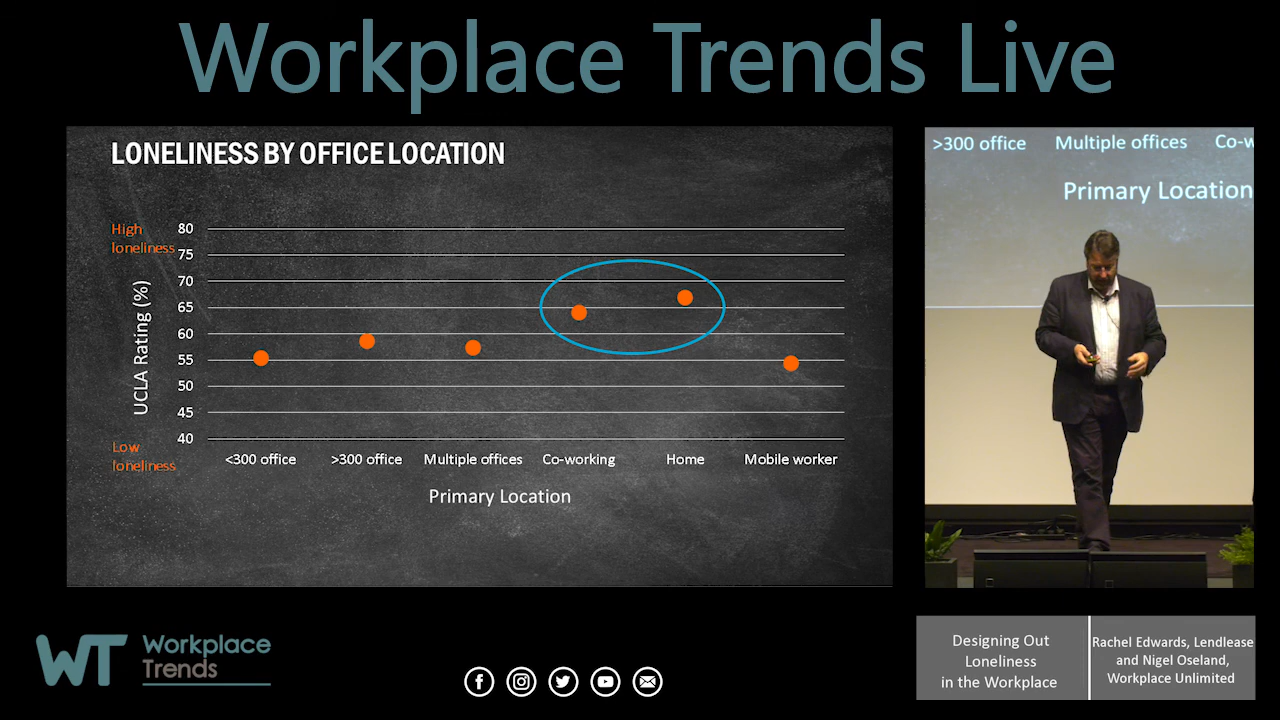 Workplace Trends Live
LONELINESS BY OFFICE LOCATION
High
loneliness
80
75
70
65
60
55
50
45
40
UCLA Rating (%)
Low
loneliness
<300 office
>300 office
Multiple offices
Co-working
Home
Mobile worker
Primary Location
>300 office
Multiple offices
Co-w
Primary Location
WT
Workplace
Trends
Designing Out
Loneliness
in the Workplace
Rachel Edwards, Lendlease
and Nigel Oseland,
Workplace Unlimited